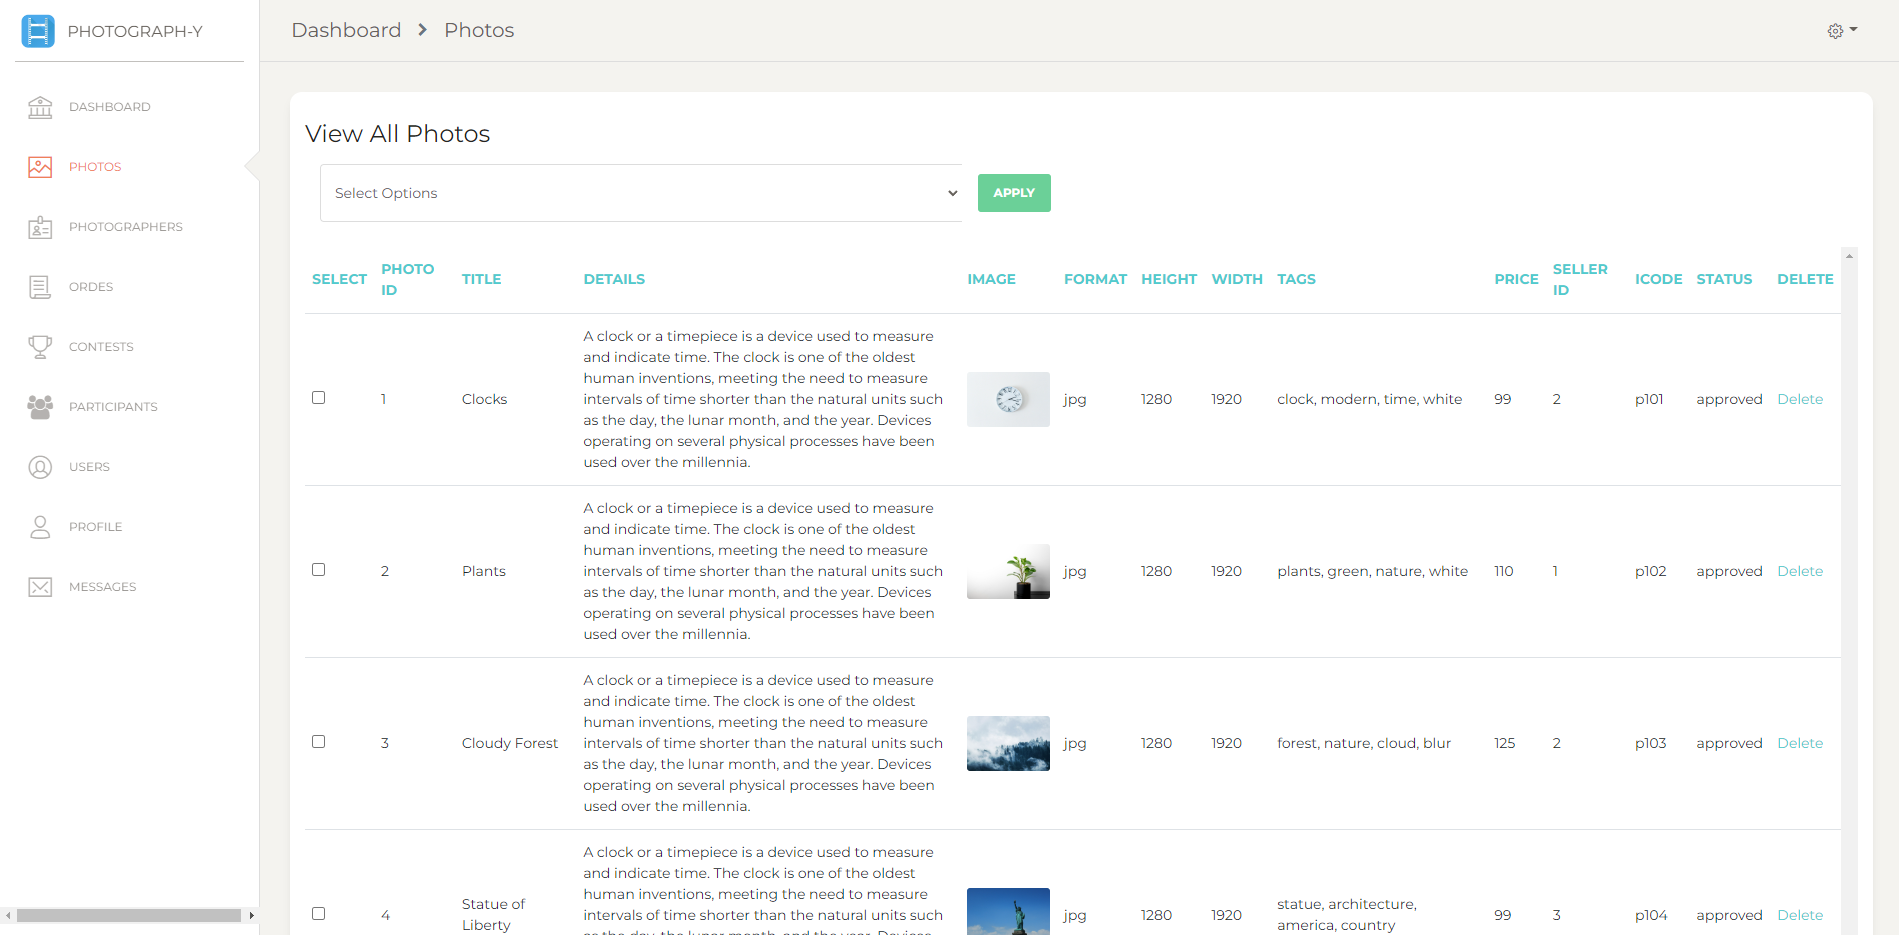 PHOTOGRAPH-Y
DASHBOARD
PHOTOS
PHOTOGRAPHERS
ORDES
CONTESTS
PARTICIPANTS
USERS
PROFILE
MESSAGES
Dashboard > Photos
View All Photos
Select Options
APPLY
SELECT PHOTO ID TITLE DETAILS IMAGE FORMAT HEIGHT WIDTH TAGS PRICE SELLER ID ICODE STATUS DELETE
A clock or a timepiece is a device used to measure
and indicate time. The clock is one of the oldest
human inventions, meeting the need to measure
1 Clocks intervals of time shorter than the natural units such jpg 1280 1920 clock, modern, time, white 99 2 p101 approved Delete
as the day, the lunar month, and the year. Devices
operating on several physical processes have been
used over the millennia.
A clock or a timepiece is a device used to measure
and indicate time. The clock is one of the oldest
human inventions, meeting the need to measure
2 Plants intervals of time shorter than the natural units such jpg 1280 1920 plants, green, nature, white 110 1 p102 approved Delete
as the day, the lunar month, and the year. Devices
operating on several physical processes have been
used over the millennia.
A clock or a timepiece is a device used to measure
and indicate time. The clock is one of the oldest
human inventions, meeting the need to measure
3 Cloudy Forest intervals of time shorter than the natural units such jpg 1280 1920 forest, nature, cloud, blur 125 2 p103 approved Delete
as the day, the lunar month, and the year. Devices
operating on several physical processes have been
used over the millennia.
A clock or a timepiece is a device used to measure
and indicate time. The clock is one of the oldest
human inventions, meeting the need to measure
4 Statue of Liberty intervals of time shorter than the natural units such jpg 1280 1920 statue, architecture, america, country 99 3 p104 approved Delete
as the day, the lunar month, and the year. Devices